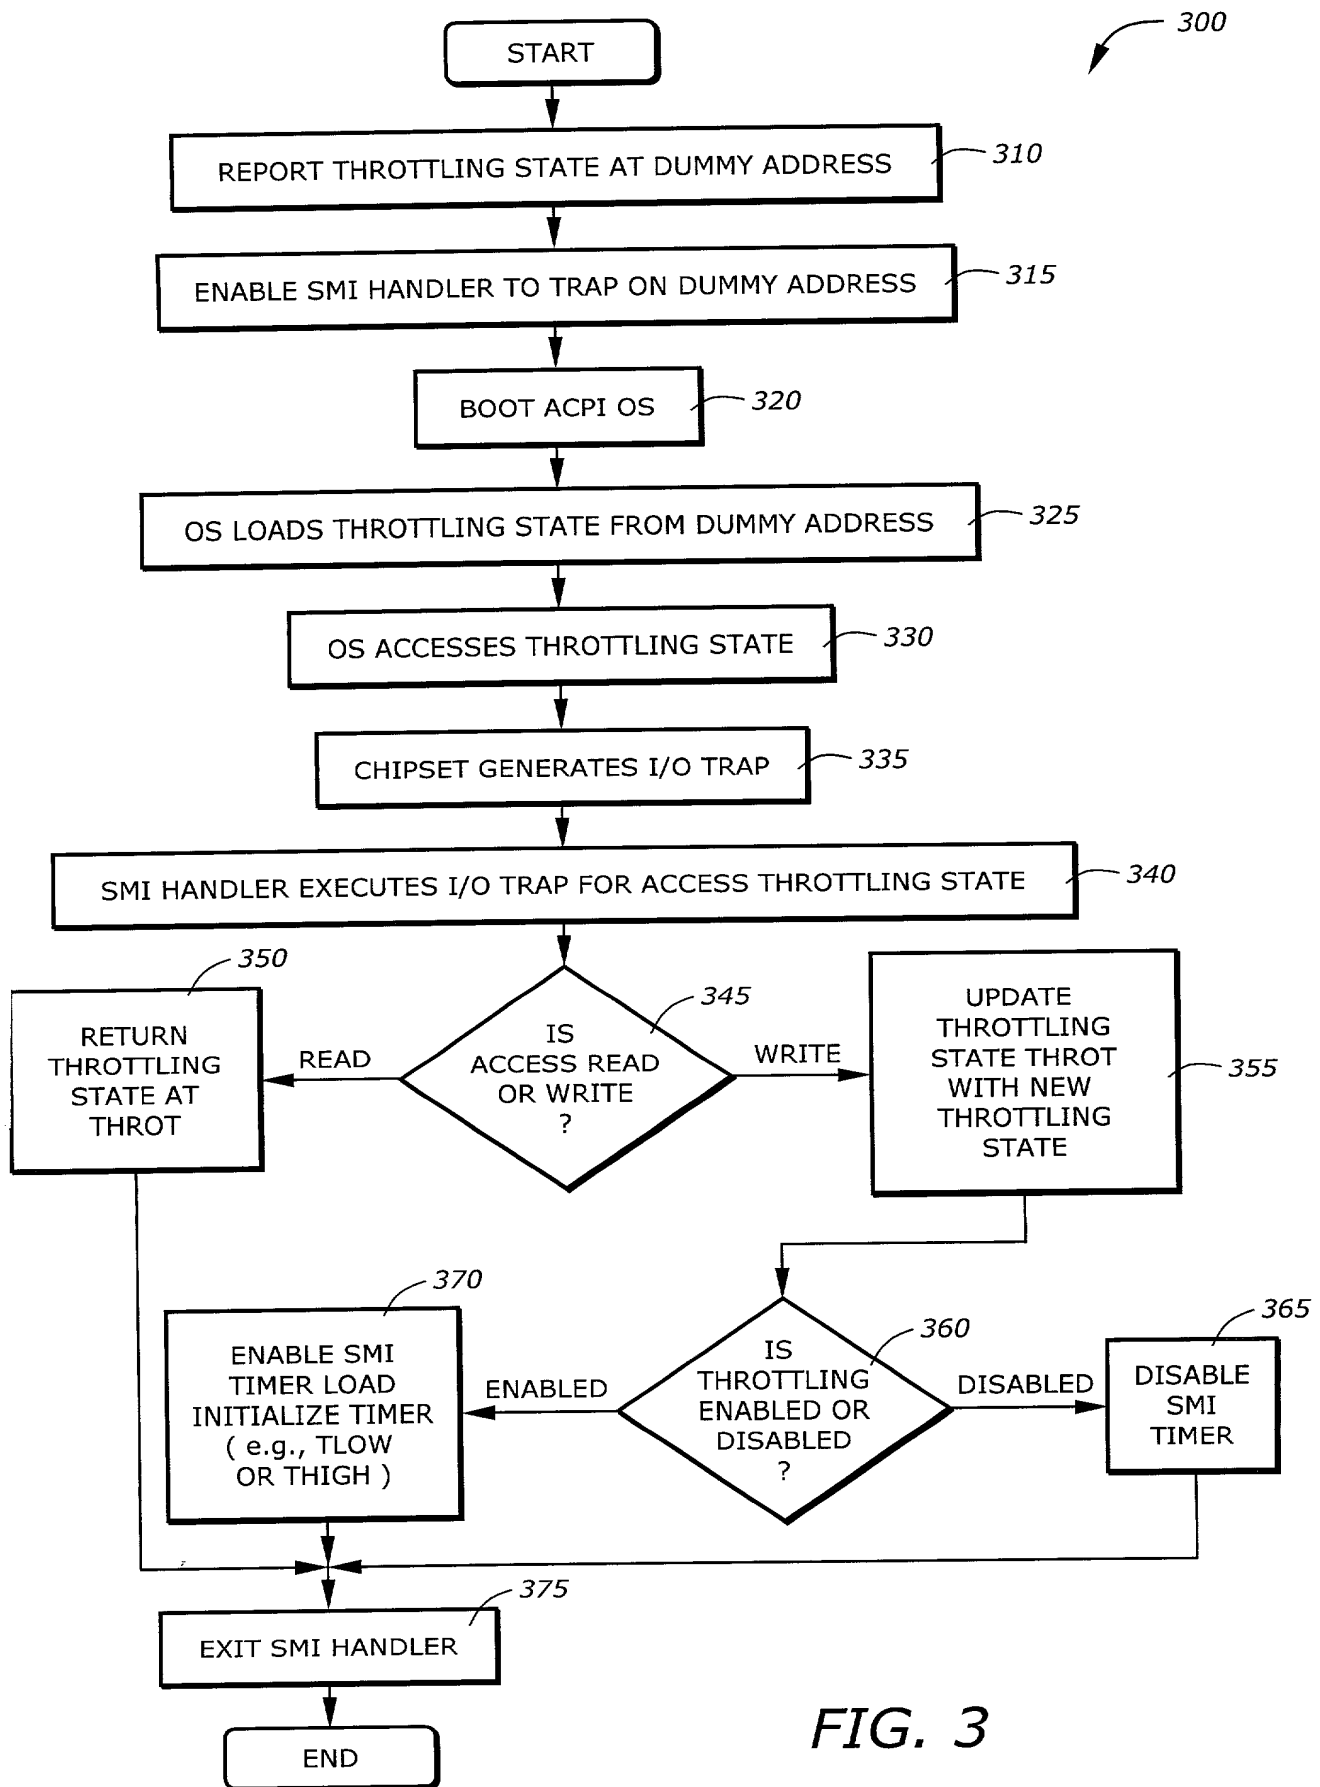 300
START
REPORT THROTTLING STATE AT DUMMY ADDRESS
310
ENABLE SMI HANDLER TO TRAP ON DUMMY ADDRESS
315
BOOT ACPI OS
320
OS LOADS THROTTLING STATE FROM DUMMY ADDRESS
325
OS ACCESSES THROTTLING STATE
330
CHIPSET GENERATES I/O TRAP
335
SMI HANDLER EXECUTES I/O TRAP FOR ACCESS THROTTLING STATE
340
350
RETURN
THROTTLING
STATE AT
THROT
READ
345
IS
ACCESS READ
OR WRITE
?
WRITE
UPDATE
THROTTLING
STATE THROT
WITH NEW
THROTTLING
STATE
355
370
ENABLE SMI
TIMER LOAD
INITIALIZE TIMER
( e.g., TLOW
OR THIGH )
ENABLED
360
IS
THROTTLING
ENABLED OR
DISABLED
?
DISABLED
365
DISABLE
SMI
TIMER
375
EXIT SMI HANDLER
END
FIG. 3